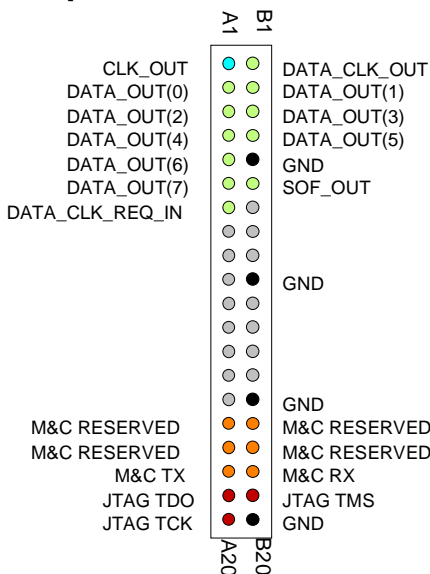 A1 B1
CLK_OUT DATA_CLK_OUT
DATA_OUT(0) DATA_OUT(1)
DATA_OUT(2) DATA_OUT(3)
DATA_OUT(4) DATA_OUT(5)
DATA_OUT(6) GND
DATA_OUT(7) SOF_OUT
DATA_CLK_REQ_IN
GND
GND
M&C RESERVED M&C RESERVED
M&C RESERVED M&C RESERVED
M&C TX M&C RX
JTAG TDO JTAG TMS
JTAG TCK GND
A20 B20